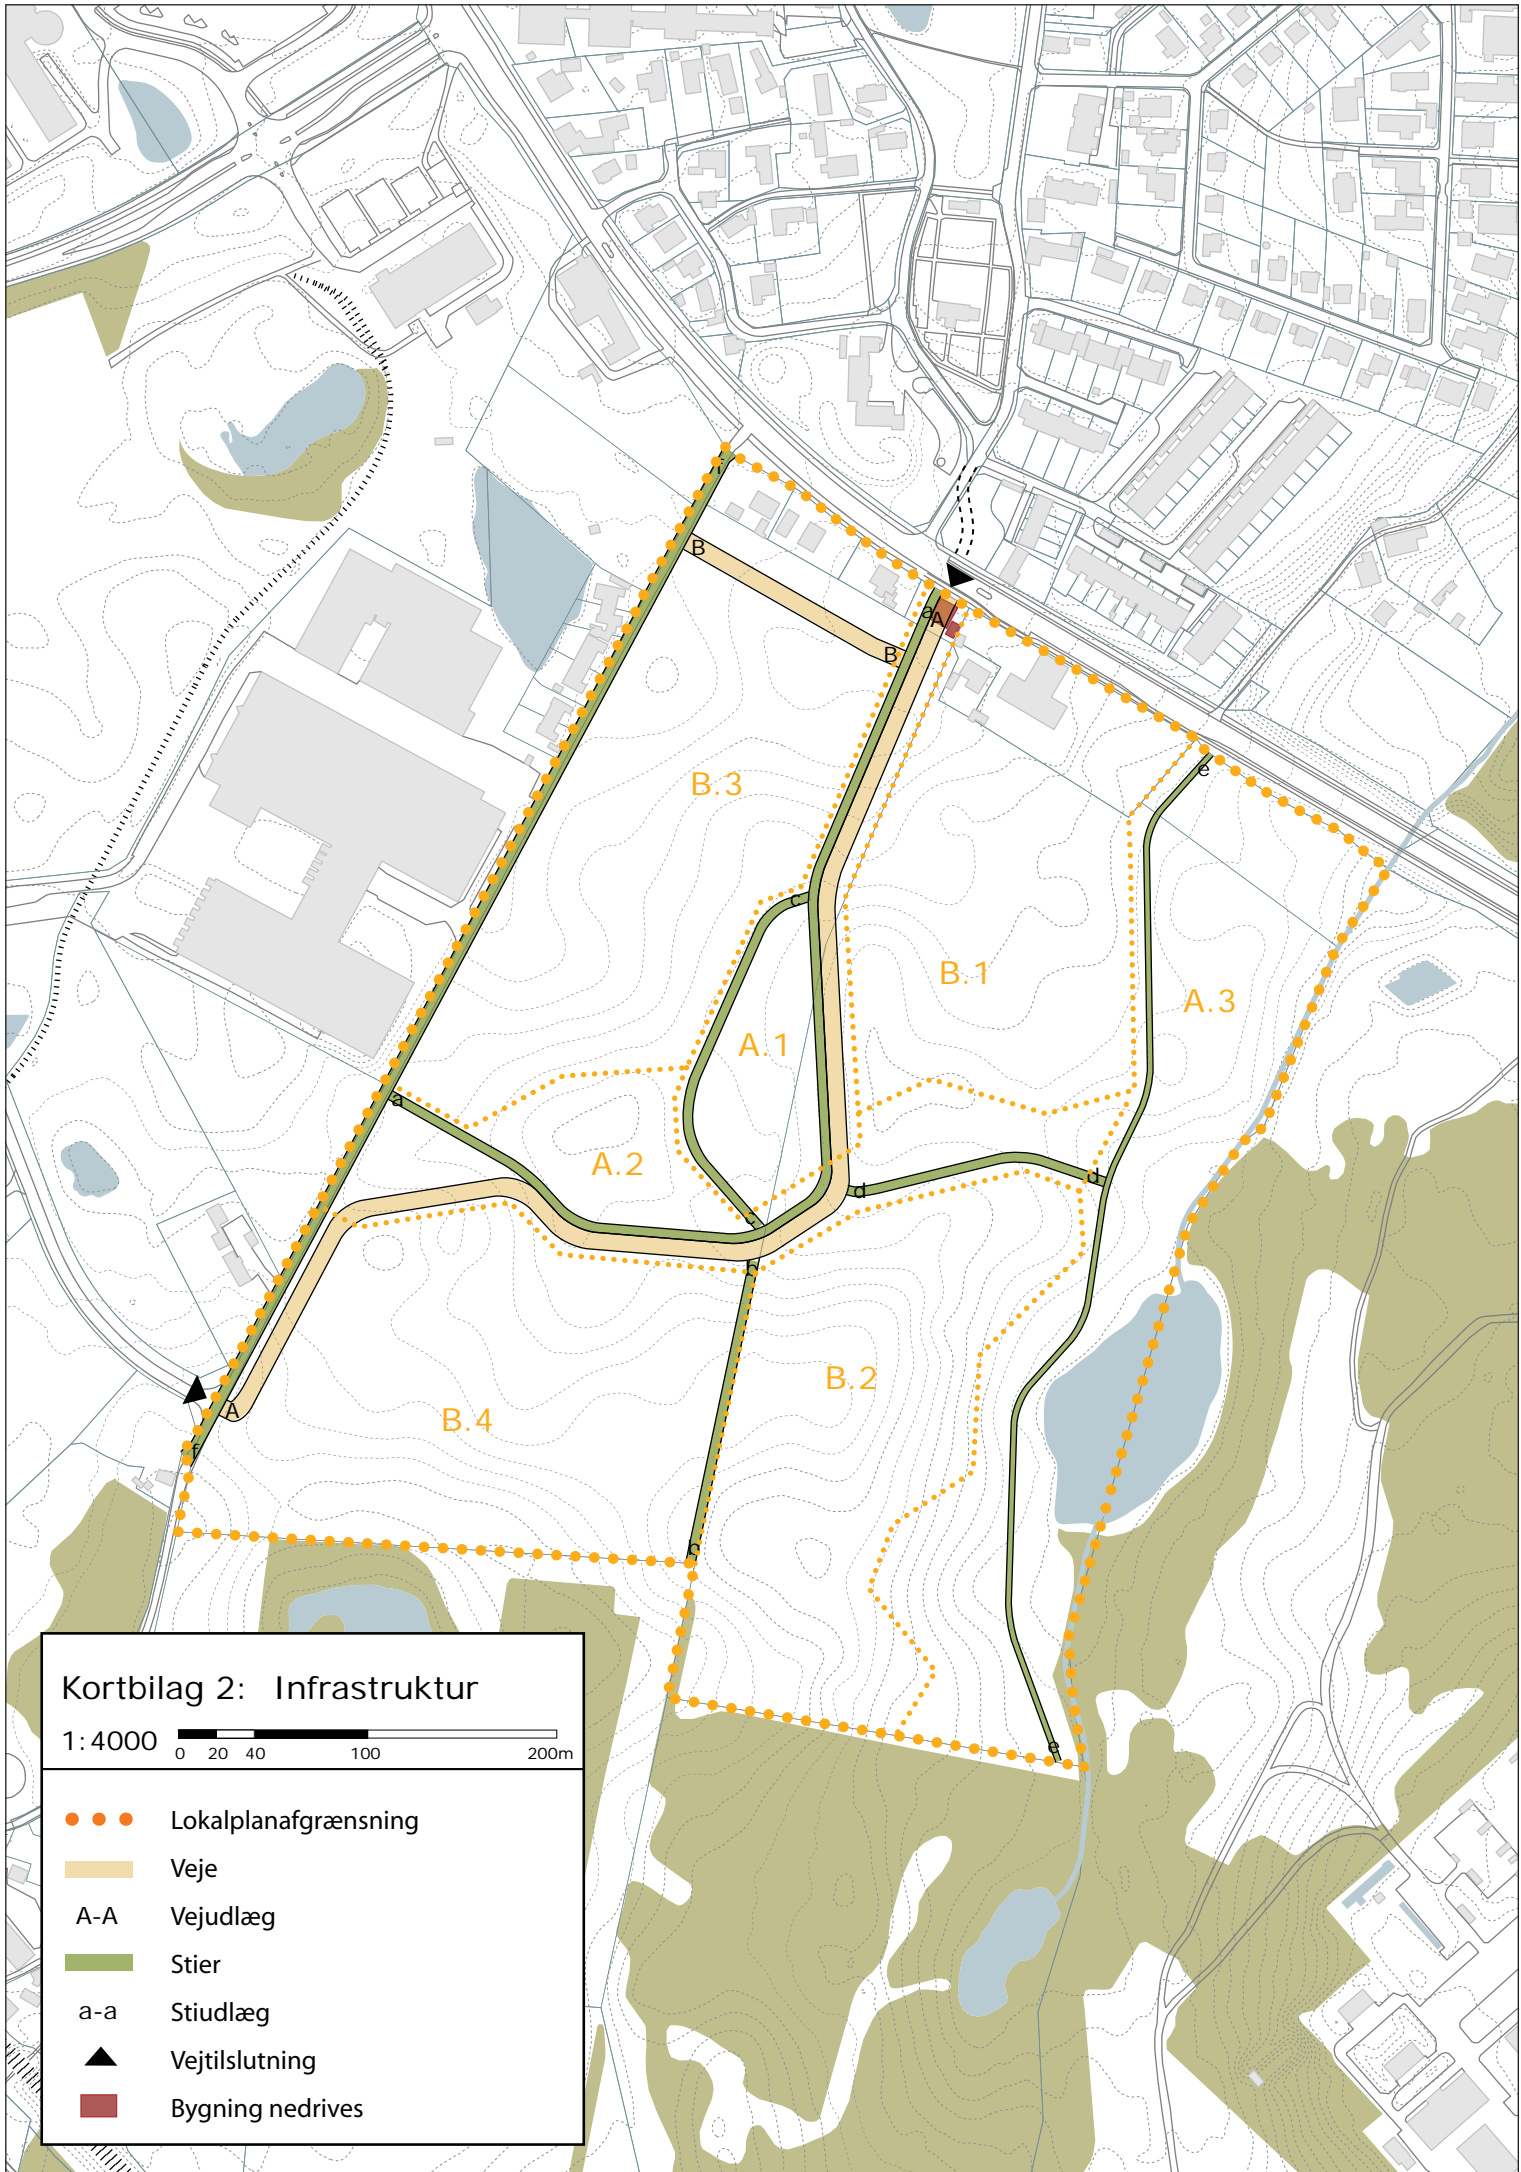 f
B
a
A
B
e
B.3
c
B.1
A.3
A.1
a
A.2
d
d
c
b
B.2
A
B.4
f
b
e
Kortbilag 2: Infrastruktur
1:4000
0 20 40 100 200m
Lokalplanafgrænsning
Veje
A-A Vejudlæg
Stier
a-a Stiudlæg
Vejtilslutning
Bygning nedrives